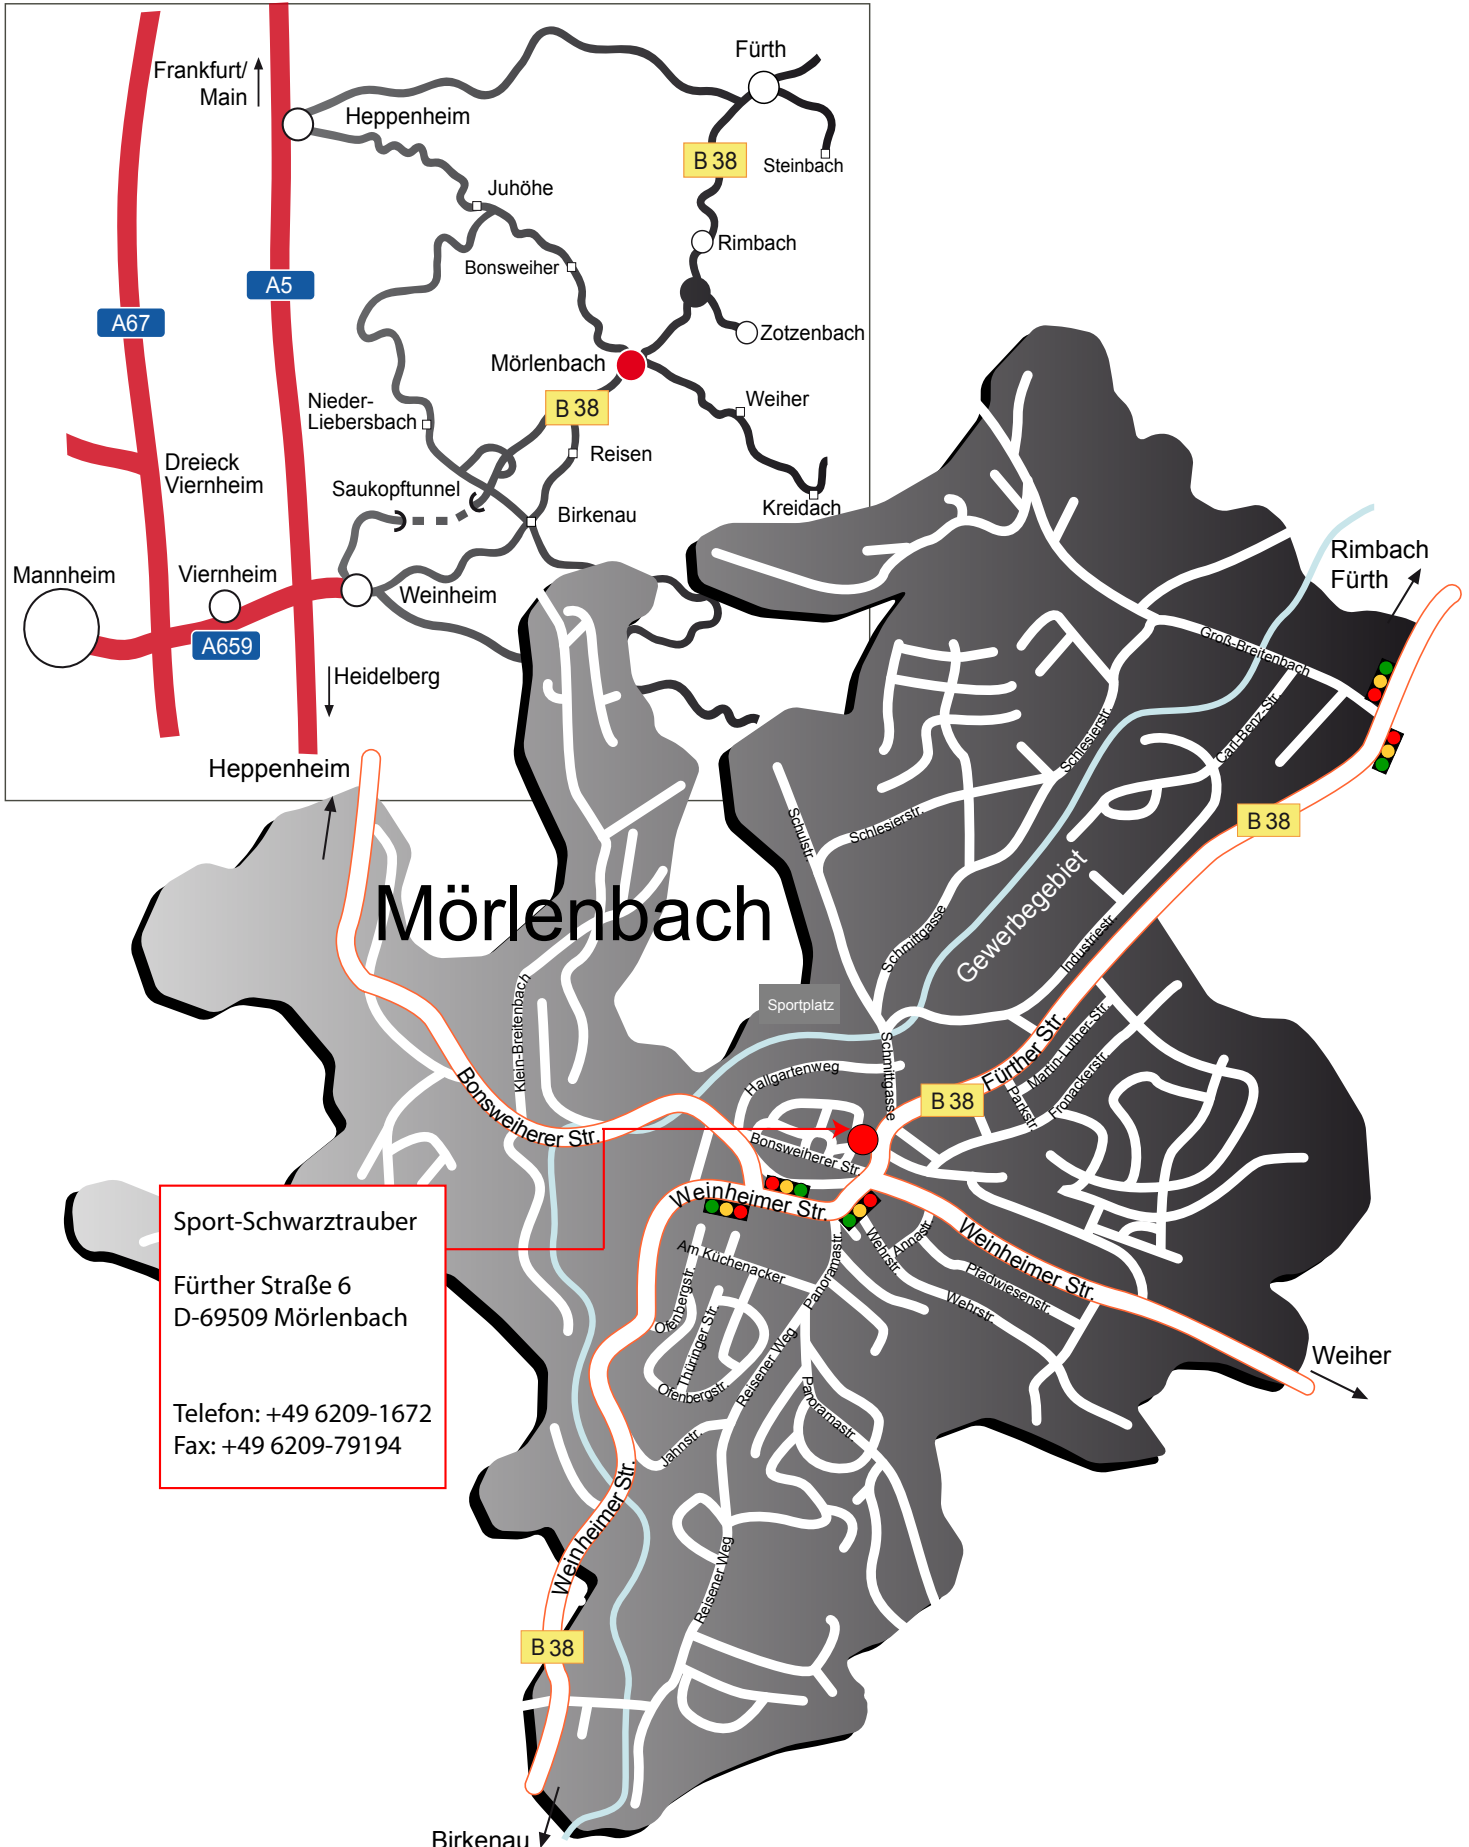 Frankfurt/
Main
Heppenheim
Fürth
B 38
Steinbach
Juhöhe
Rimbach
Bonsweiher
A5
A67
Zotzenbach
Mörlenbach
B 38
Weiher
Nieder-
Liebersbach
Reisen
Dreieck
Viernheim
Saukopftunnel
Birkenau
Kreidach
Mannheim
Viernheim
Weinheim
A659
Heidelberg
Heppenheim
Rimbach
Fürth
Groß-Breitenbach
Carl-Benz-Str.
Schlesierstr.
Schlesierstr.
Schulstr.
B 38
Mörlenbach
Gewerbegebiet
Schmittgasse
Industriestr.
Sportplatz
Klein-Breitenbach
Schmittgasse
Hallgartenweg
Fürther Str.
Martin-Luther-Str.
Fronackerstr.
Parkstr.
B 38
Bonsweiherer Str.
Bonsweiherer Str.
Weinheimer Str.
Weinheimer Str.
Wehrstr.
Annastr.
Pfadwiesenstr.
Wehrstr.
Panoramastr.
Am Küchenacker
Ofenbergstr.
Thüringer Str.
Ofenbergstr.
Reisener Weg
Panoramastr.
Jahnstr.
Weiher
Sport-Schwarztrauber
Fürther Straße 6
D-69509 Mörlenbach
Telefon: +49 6209-1672
Fax: +49 6209-79194
Weinheimer Str.
Reisener Weg
B 38
Birkenau